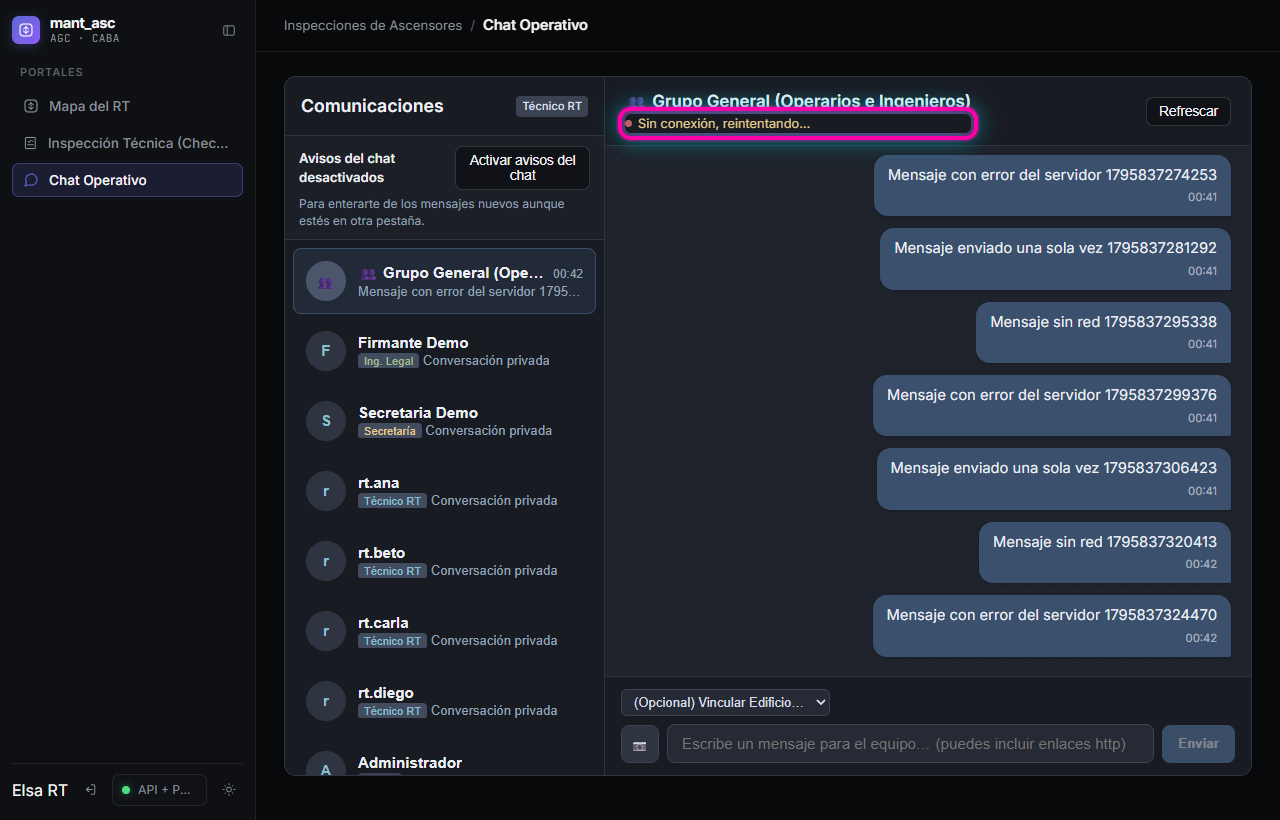 mant_asc
AGC · CABA
PORTALES
Mapa del RT
Inspección Técnica (Chec...
Chat Operativo
Elsa RT
API + P...
Inspecciones de Ascensores / Chat Operativo
Comunicaciones
Técnico RT
Avisos del chat desactivados
Activar avisos del chat
Para enterarte de los mensajes nuevos aunque
estés en otra pestaña.
Grupo General (Ope... 00:42
Mensaje con error del servidor 1795...
F
Firmante Demo
Ing. Legal Conversación privada
S
Secretaria Demo
Secretaría Conversación privada
r
rt.ana
Técnico RT Conversación privada
r
rt.beto
Técnico RT Conversación privada
r
rt.carla
Técnico RT Conversación privada
r
rt.diego
Técnico RT Conversación privada
A
Administrador
Grupo General (Operarios e Ingenieros)
Sin conexión, reintentando...
Refrescar
Mensaje con error del servidor 1795837274253
00:41
Mensaje enviado una sola vez 1795837281292
00:41
Mensaje sin red 1795837295338
00:41
Mensaje con error del servidor 1795837299376
00:41
Mensaje enviado una sola vez 1795837306423
00:41
Mensaje sin red 1795837320413
00:42
Mensaje con error del servidor 1795837324470
00:42
(Opcional) Vincular Edificio...
Escribe un mensaje para el equipo... (puedes incluir enlaces http)
Enviar